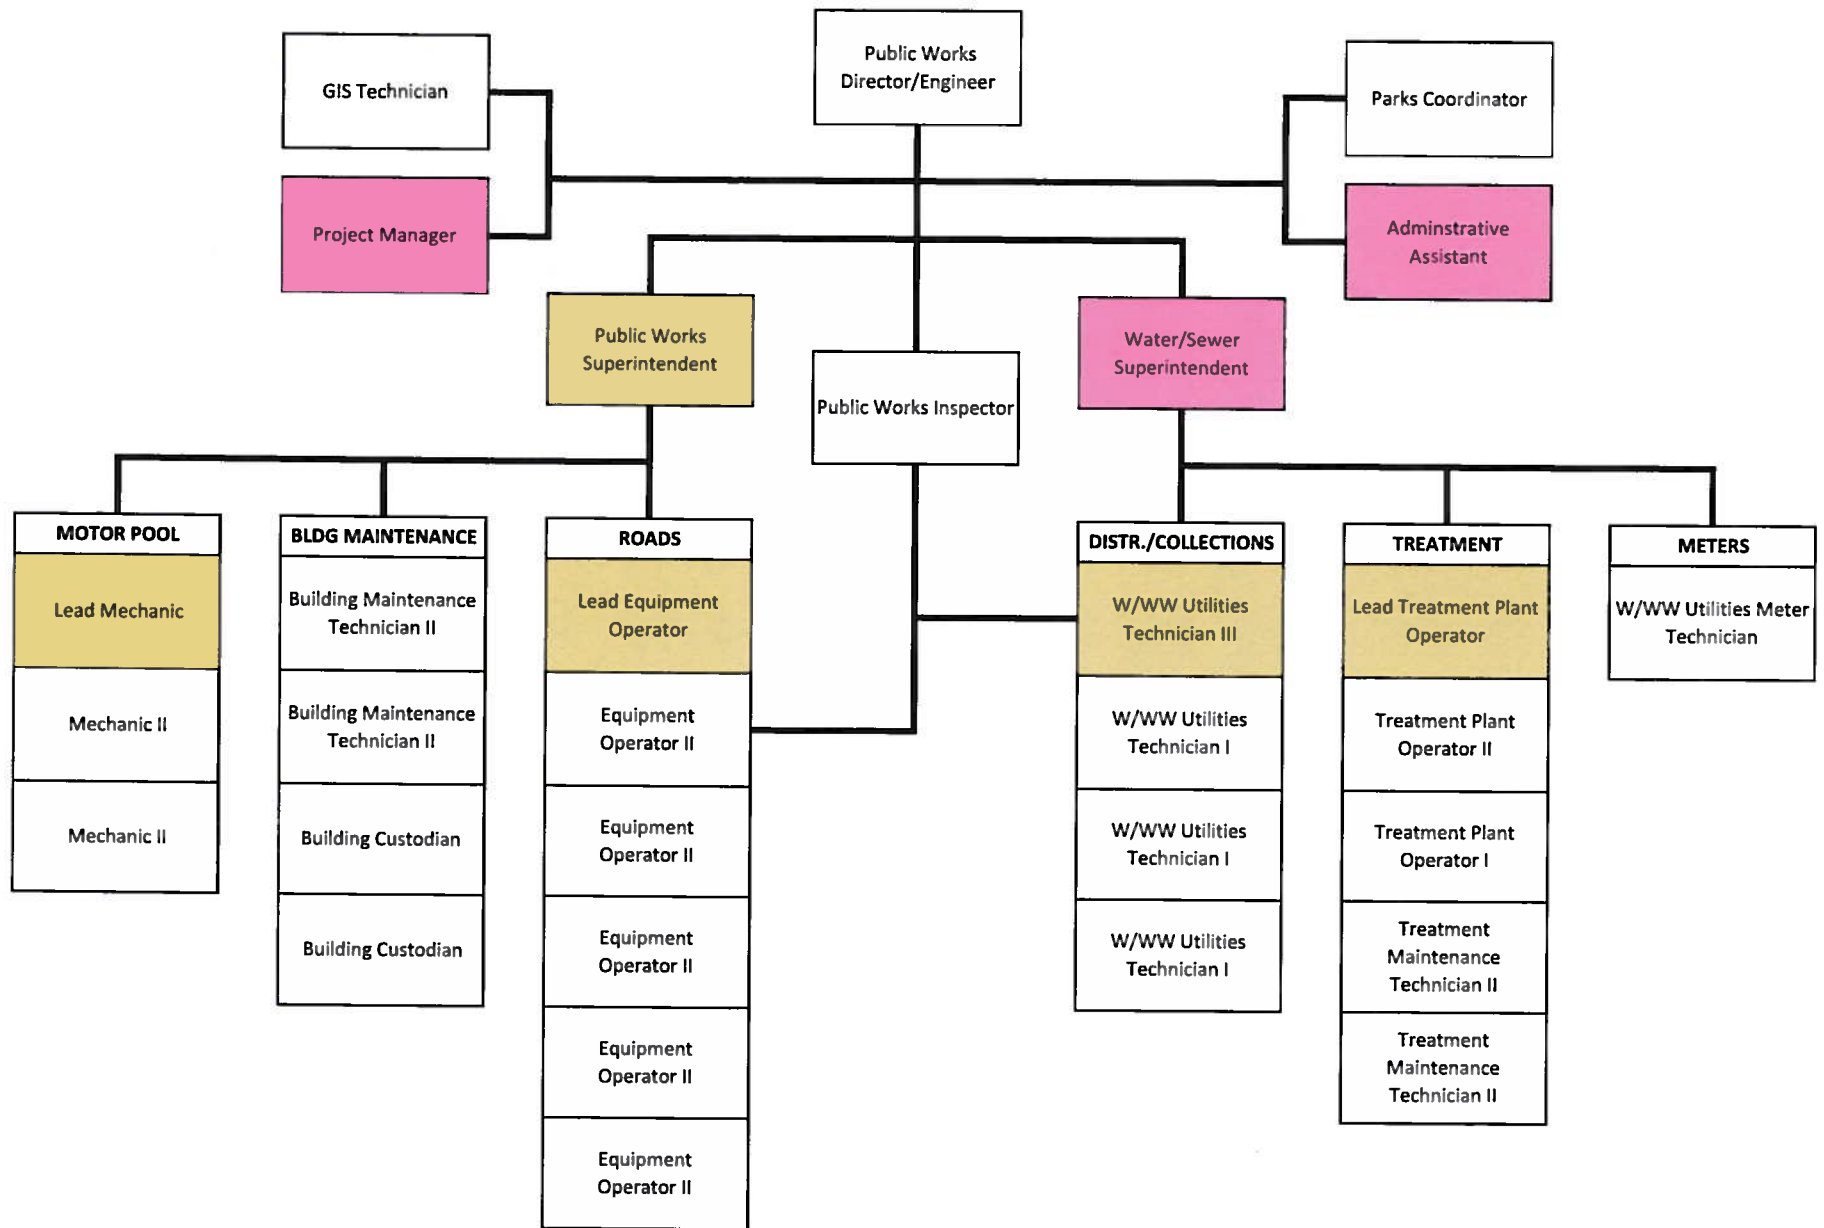 Public Works
Director/Engineer
GIS Technician
Parks Coordinator
Project Manager
Adminstrative
Assistant
Public Works
Superintendent
Water/Sewer
Superintendent
Public Works Inspector
MOTOR POOL
Lead Mechanic
Mechanic II
Mechanic II
BLDG MAINTENANCE
Building Maintenance
Technician II
Building Maintenance
Technician II
Building Custodian
Building Custodian
ROADS
Lead Equipment
Operator
Equipment
Operator II
Equipment
Operator II
Equipment
Operator II
Equipment
Operator II
Equipment
Operator II
DISTR./COLLECTIONS
W/WW Utilities
Technician III
W/WW Utilities
Technician I
W/WW Utilities
Technician I
W/WW Utilities
Technician I
TREATMENT
Lead Treatment Plant
Operator
Treatment Plant
Operator II
Treatment Plant
Operator I
Treatment
Maintenance
Technician II
Treatment
Maintenance
Technician II
METERS
W/WW Utilities Meter
Technician